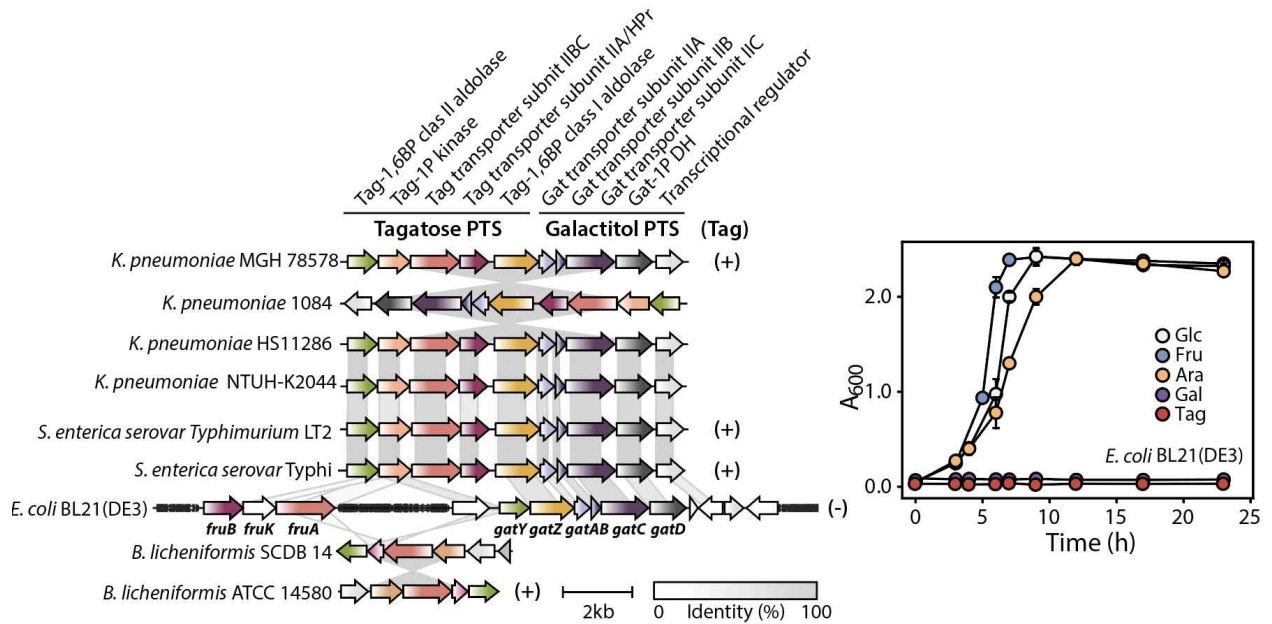 Tag-1,6BP clas II aldolase
Tag-1P kinase
Tag transporter subnit IIBC
Tag transporter subunit IIA/HPr
Tag-1,6BP class I aldolase
Gat transporter subunit IIA
Gat transporter subunit IIB
Gat transporter subunit IIC
Gat-1P DH
Transcriptional regulator
Tagatose PTS Galactitol PTS (Tag)
K. pneumoniae MGH 78578 (+)
K. pneumoniae 1084
K. pneumoniae HS11286
K. pneumoniae NTUH-K2044
S. enterica serovar Typhimurium LT2 (+)
S. enterica serovar Typhi (+)
E. coli BL21(DE3) (-)
fruB fruK fruA gatY gatZ gatAB gatC gatD
B. licheniformis SCDB 14
B. licheniformis ATCC 14580 (+)
2kb
0 Identity (%) 100
A600
2.0
1.0
0.0
Glc
Fru
Ara
Gal
Tag
E. coli BL21(DE3)
0 5 10 15 20 25
Time (h)